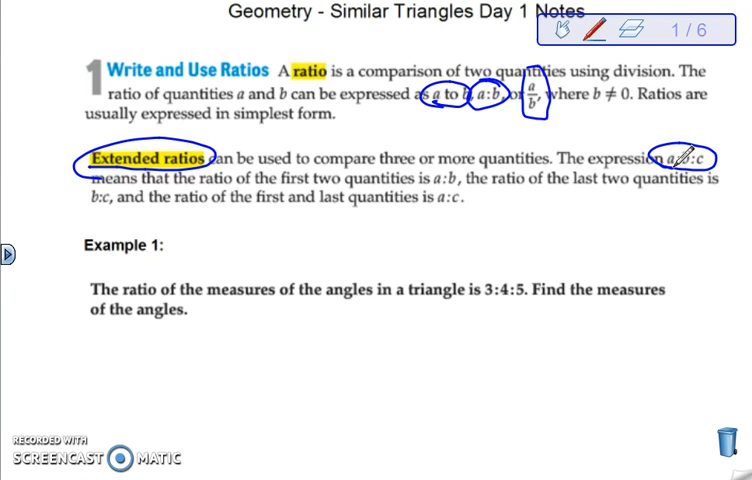 Geometry - Similar Triangles Day 1 Notes
1 / 6
1 Write and Use Ratios A ratio is a comparison of two quantities using division. The
ratio of quantities a and b can be expressed as a to b, a:b, or a/b, where b ≠ 0. Ratios are
usually expressed in simplest form.
Extended ratios can be used to compare three or more quantities. The expression a:b:c
means that the ratio of the first two quantities is a:b, the ratio of the last two quantities is
b:c, and the ratio of the first and last quantities is a:c.
Example 1:
The ratio of the measures of the angles in a triangle is 3:4:5. Find the measures
of the angles.
RECORDED WITH
SCREENCAST MATIC